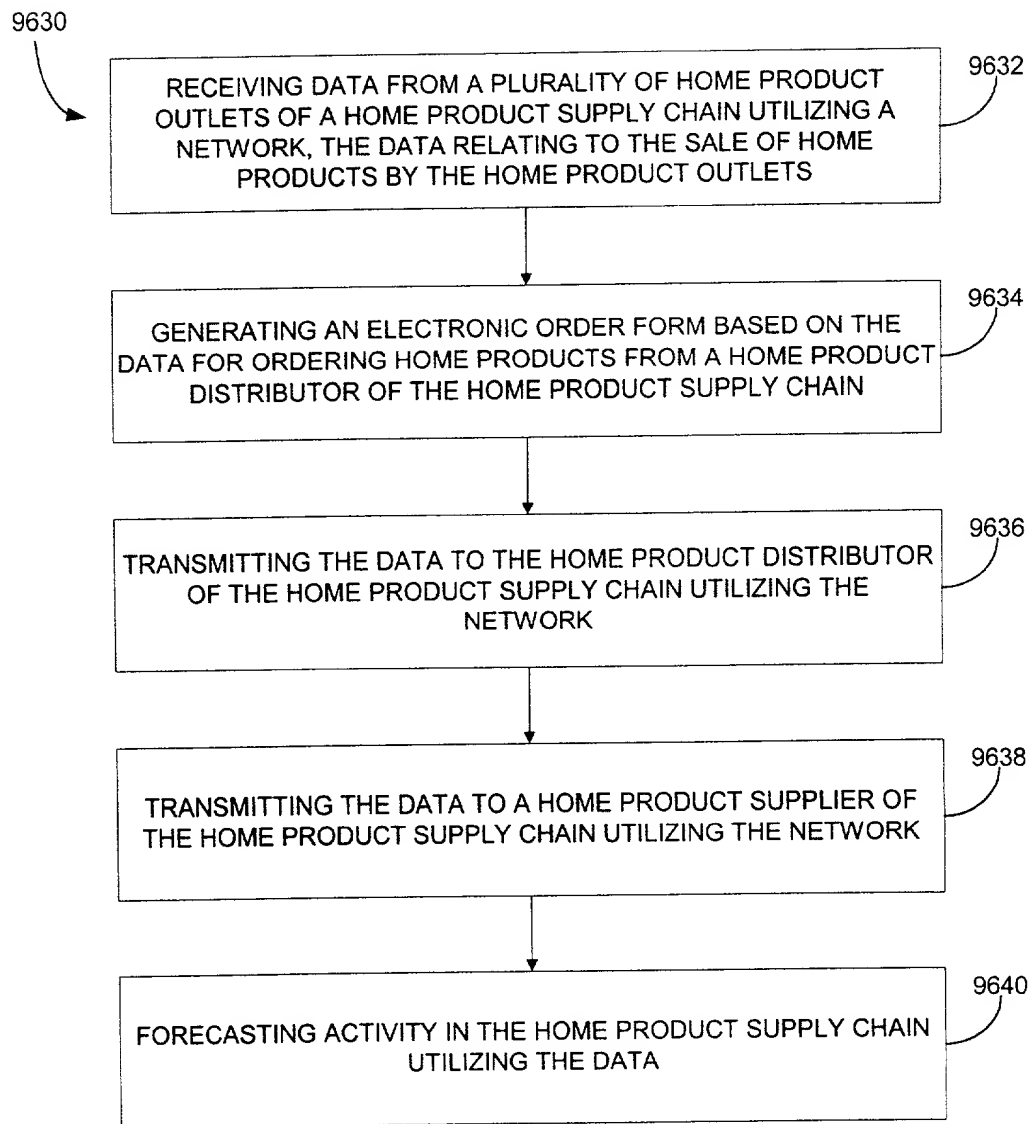 9630
9632
RECEIVING DATA FROM A PLURALITY OF HOME PRODUCT
OUTLETS OF A HOME PRODUCT SUPPLY CHAIN UTILIZING A
NETWORK, THE DATA RELATING TO THE SALE OF HOME
PRODUCTS BY THE HOME PRODUCT OUTLETS
9634
GENERATING AN ELECTRONIC ORDER FORM BASED ON THE
DATA FOR ORDERING HOME PRODUCTS FROM A HOME PRODUCT
DISTRIBUTOR OF THE HOME PRODUCT SUPPLY CHAIN
9636
TRANSMITTING THE DATA TO THE HOME PRODUCT DISTRIBUTOR
OF THE HOME PRODUCT SUPPLY CHAIN UTILIZING THE
NETWORK
9638
TRANSMITTING THE DATA TO A HOME PRODUCT SUPPLIER OF
THE HOME PRODUCT SUPPLY CHAIN UTILIZING THE NETWORK
9640
FORECASTING ACTIVITY IN THE HOME PRODUCT SUPPLY CHAIN
UTILIZING THE DATA